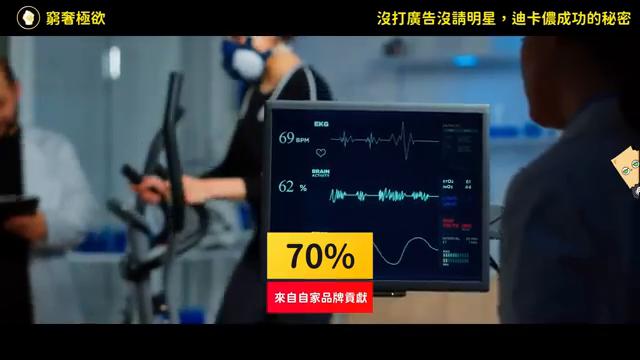 窮奢極欲
沒打廣告沒請明星，迪卡儂成功的秘密
EKG
69 BPM
BRAIN
ACTIVITY
62 %
70%
來自自家品牌貢獻